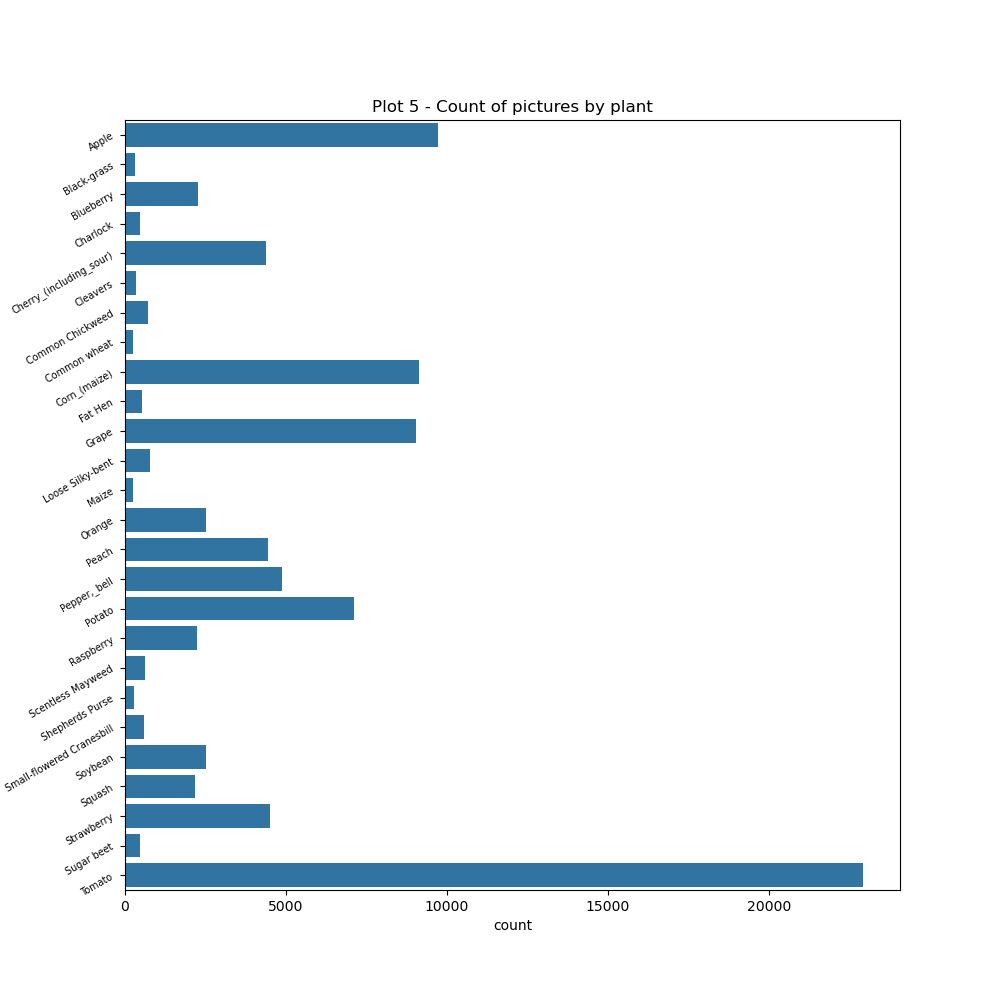 Plot 5 - Count of pictures by plant
Apple
Black-grass
Blueberry
Charlock
Cherry_(including_sour)
Cleavers
Common Chickweed
Common wheat
Corn_(maize)
Fat Hen
Grape
Loose Silky-bent
Maize
Orange
Peach
Pepper,_bell
Potato
Raspberry
Scentless Mayweed
Shepherds Purse
Small-flowered Cranesbill
Soybean
Squash
Strawberry
Sugar beet
Tomato
0 5000 10000 15000 20000
count